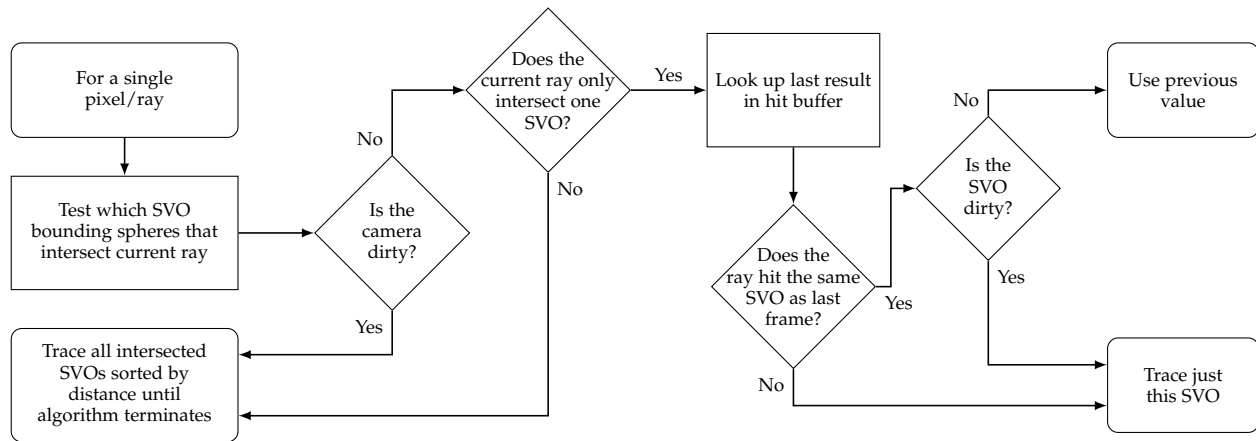 For a single
pixel/ray
Test which SVO
bounding spheres that
intersect current ray
Is the
camera
dirty?
No
Yes
Trace all intersected
SVOs sorted by
distance until
algorithm terminates
Does the
current ray only
intersect one
SVO?
Yes
No
Look up last result
in hit buffer
Does the
ray hit the same
SVO as last
frame?
Yes
No
Is the
SVO
dirty?
No
Yes
Use previous
value
Trace just
this SVO